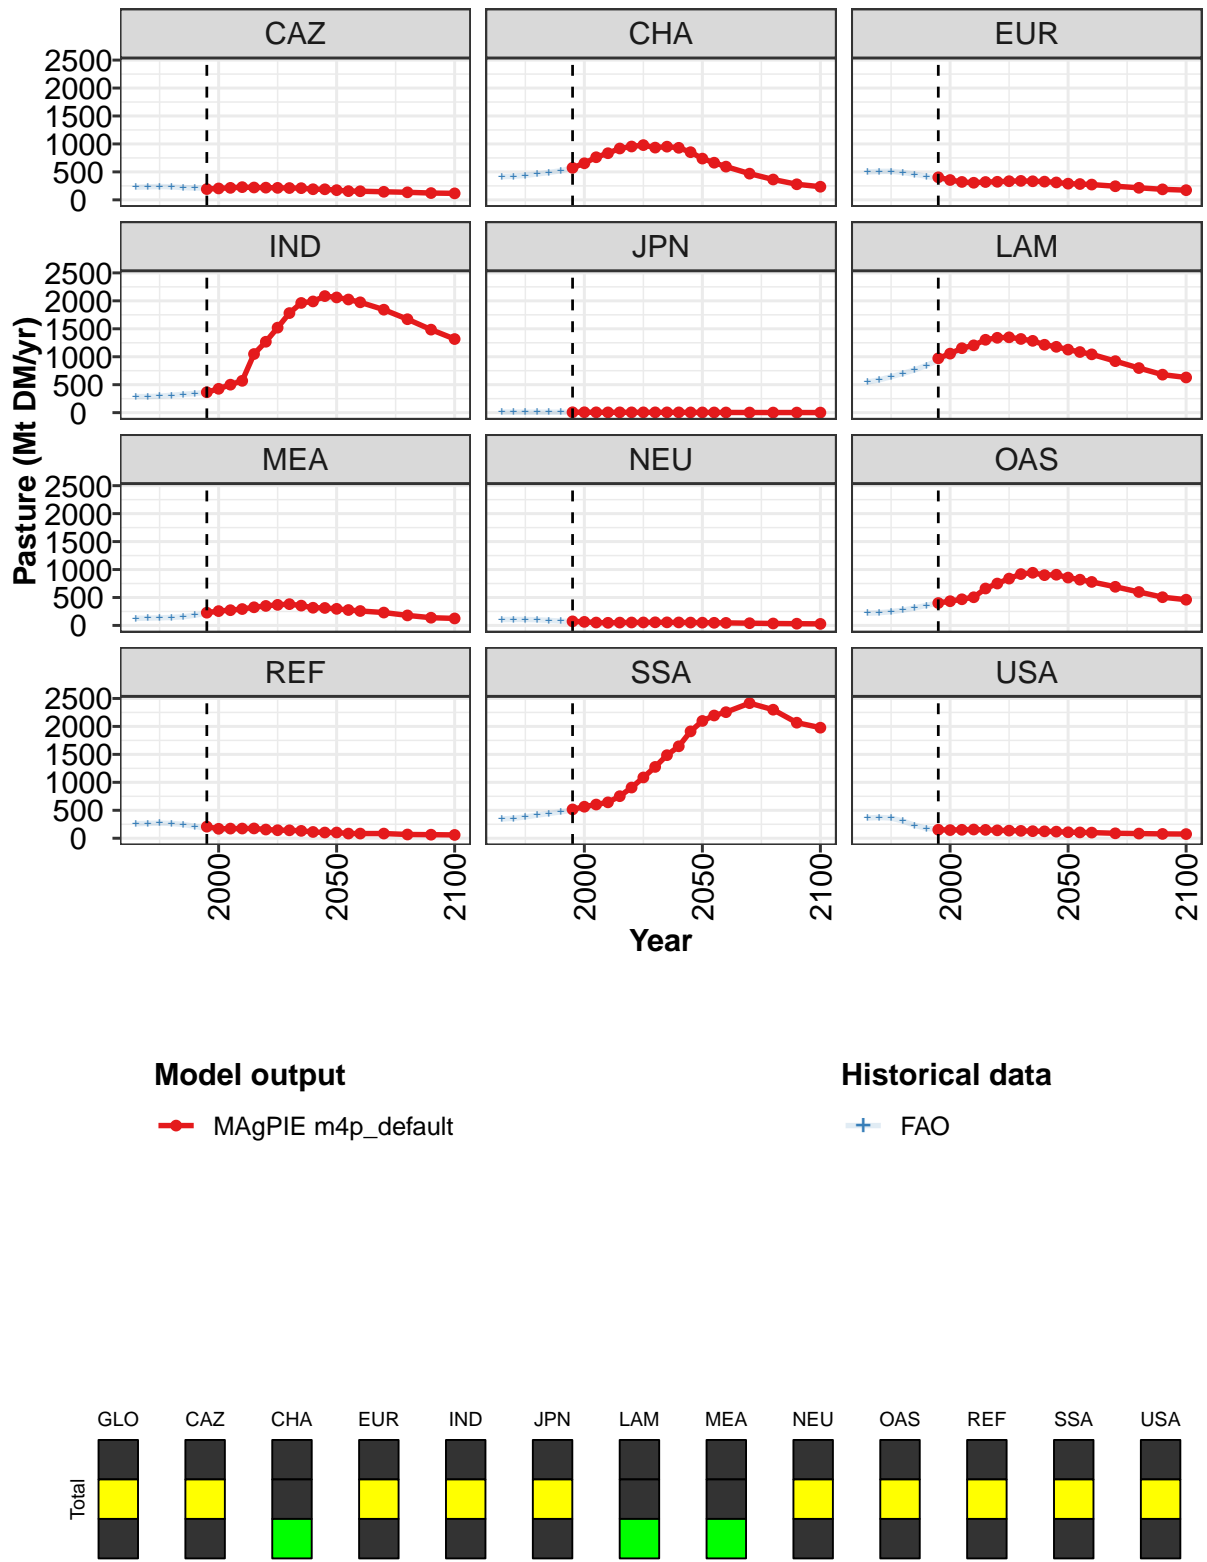 CAZ CHA EUR
2500
2000
1500
1000
500
0
IND JPN LAM
2500
2000
1500
1000
500
0
MEA NEU OAS
2500
2000
1500
1000
500
0
REF SSA USA
2500
2000
1500
1000
500
0
Pasture (Mt DM/yr)
2000 2050 2100 2000 2050 2100 2000 2050 2100
Year
Model output Historical data
MAgPIE m4p_default FAO
GLO CAZ CHA EUR IND JPN LAM MEA NEU OAS REF SSA USA
Total